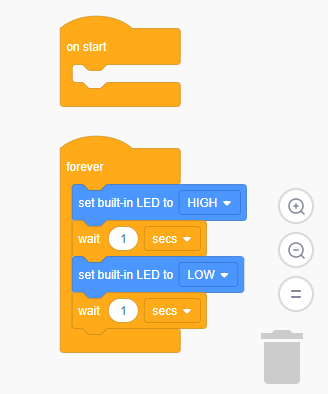 on start
forever
set built-in LED to HIGH
wait 1 secs
set built-in LED to LOW
wait 1 secs